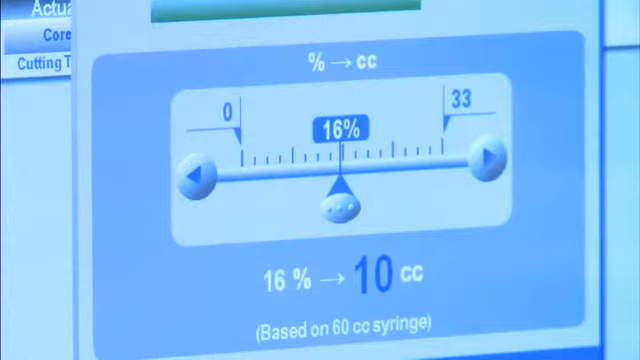 Actua
Core
Cutting T
% → cc
0
33
16%
16 % → 10 cc
(Based on 60 cc syringe)